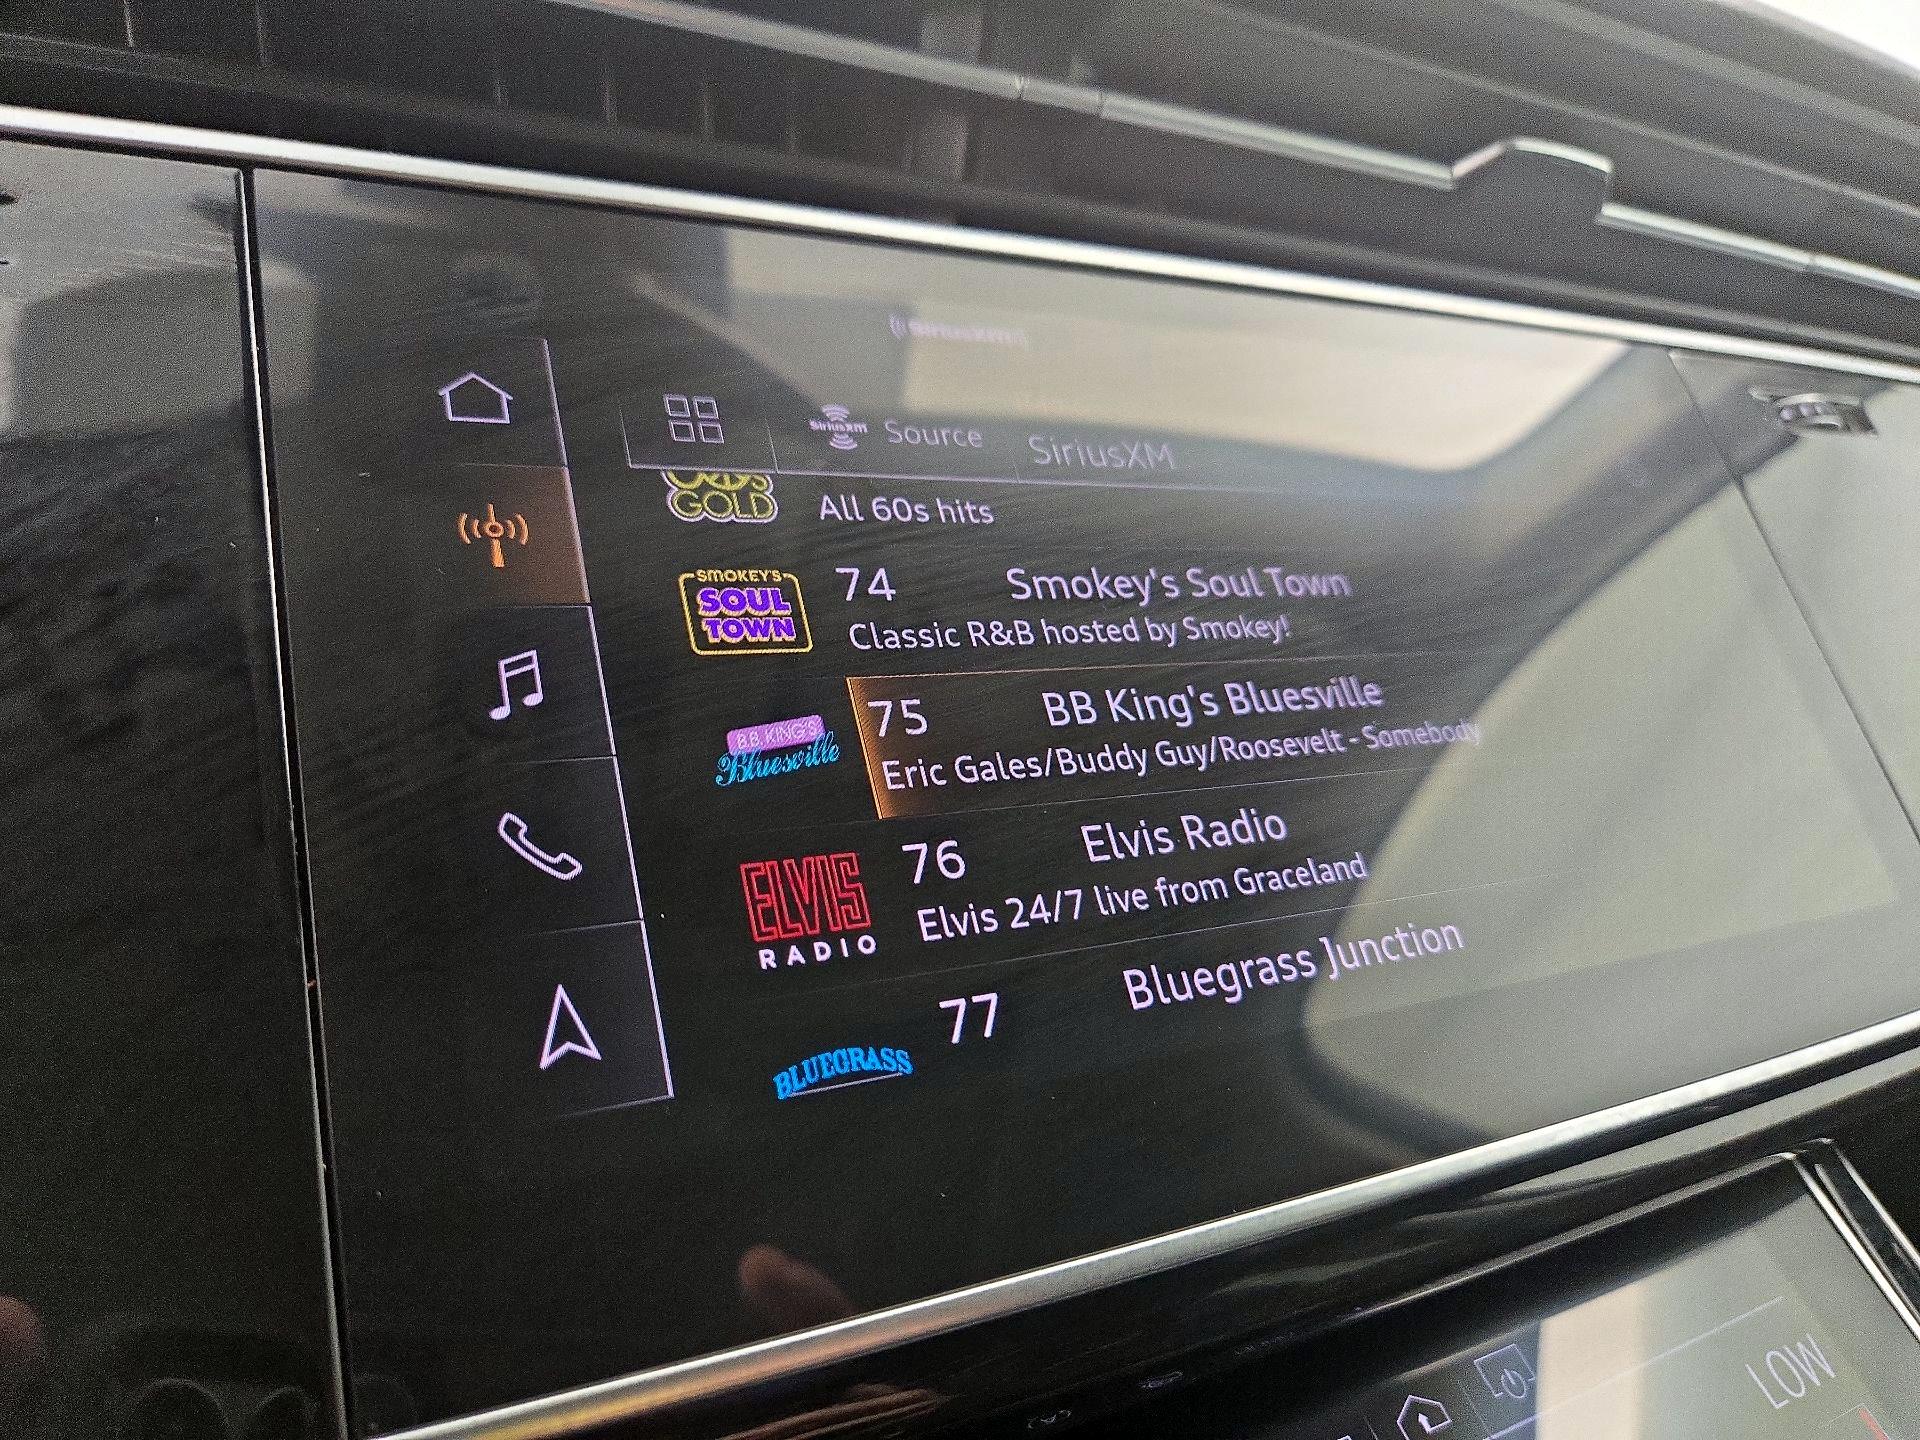 ((SiriusXM))
SiriusXM
Source
SiriusXM
GOLD
All 60s hits
SMOKEY'S
SOUL
TOWN
74
Smokey's Soul Town
Classic R&B hosted by Smokey!
B.B. KING'S
Bluesville
75
BB King's Bluesville
Eric Gales/Buddy Guy/Roosevelt - Somebody
ELVIS
RADIO
76
Elvis Radio
Elvis 24/7 live from Graceland
BLUEGRASS
77
Bluegrass Junction
LOW